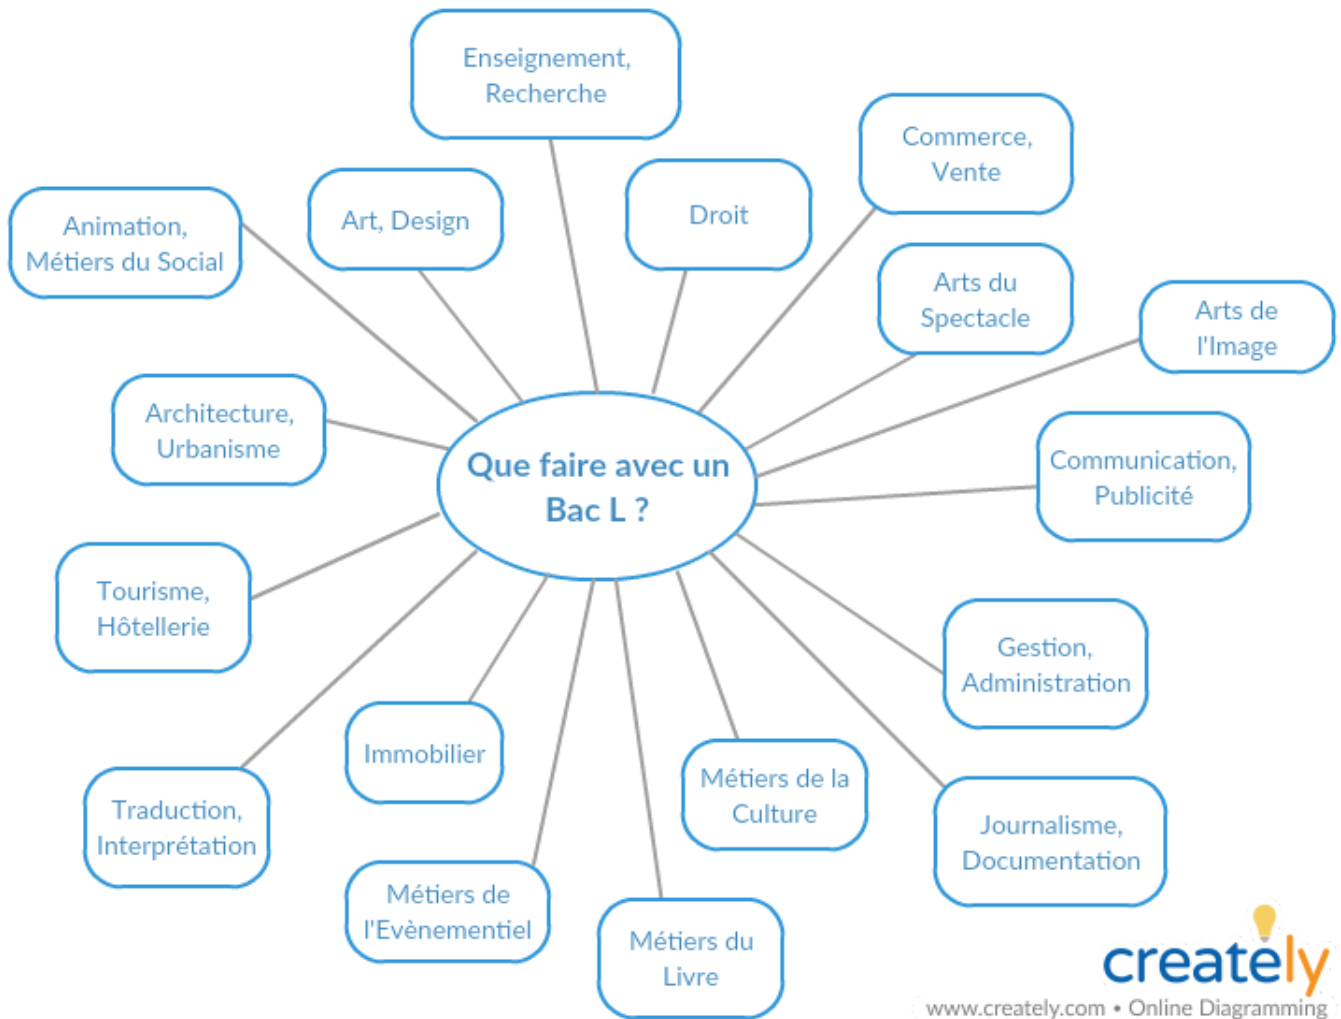 Enseignement,
Recherche
Commerce,
Vente
Animation,
Métiers du Social
Art, Design
Droit
Arts du
Spectacle
Arts de
l'Image
Architecture,
Urbanisme
Que faire avec un
Bac L ?
Communication,
Publicité
Tourisme,
Hôtellerie
Gestion,
Administration
Immobilier
Métiers de la
Culture
Traduction,
Interprétation
Journalisme,
Documentation
Métiers de
l'Evènementiel
Métiers du
Livre
creately
www.creately.com • Online Diagramming